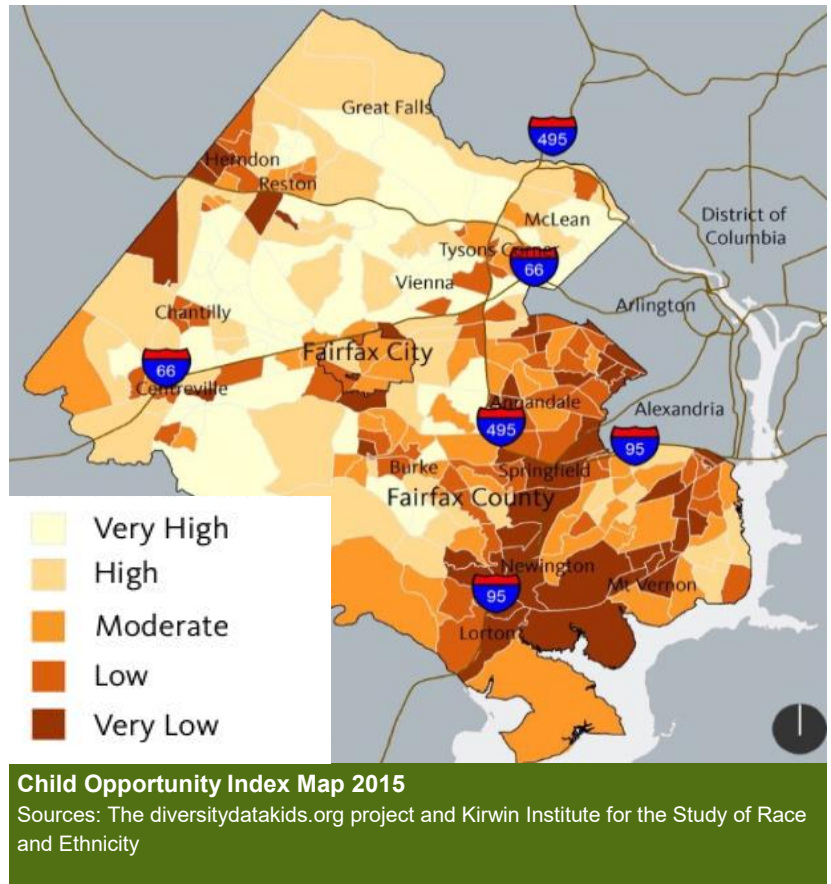 Great Falls
495
Herndon
Reston
McLean
District of
Columbia
Tysons Corner
66
Vienna
Arlington
Chantilly
Fairfax City
66
Centreville
Annandale
Alexandria
495
95
Burke
Springfield
Fairfax County
Newington
Mt Vernon
95
Lorton
Very High
High
Moderate
Low
Very Low
Child Opportunity Index Map 2015
Sources: The diversitydatakids.org project and Kirwin Institute for the Study of Race
and Ethnicity